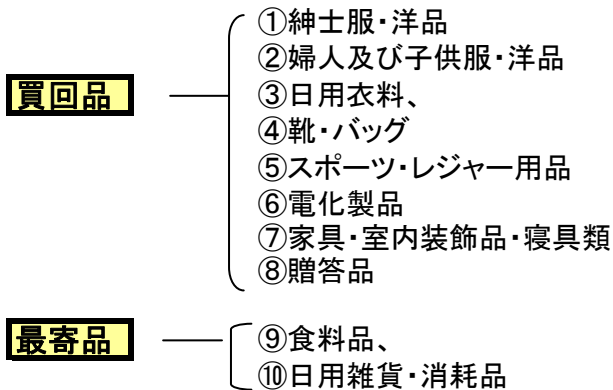 買回品
①紳士服・洋品
②婦人及び子供服・洋品
③日用衣料、
④靴・バッグ
⑤スポーツ・レジャー用品
⑥電化製品
⑦家具・室内装飾品・寝具類
⑧贈答品
最寄品
⑨食料品、
⑩日用雑貨・消耗品